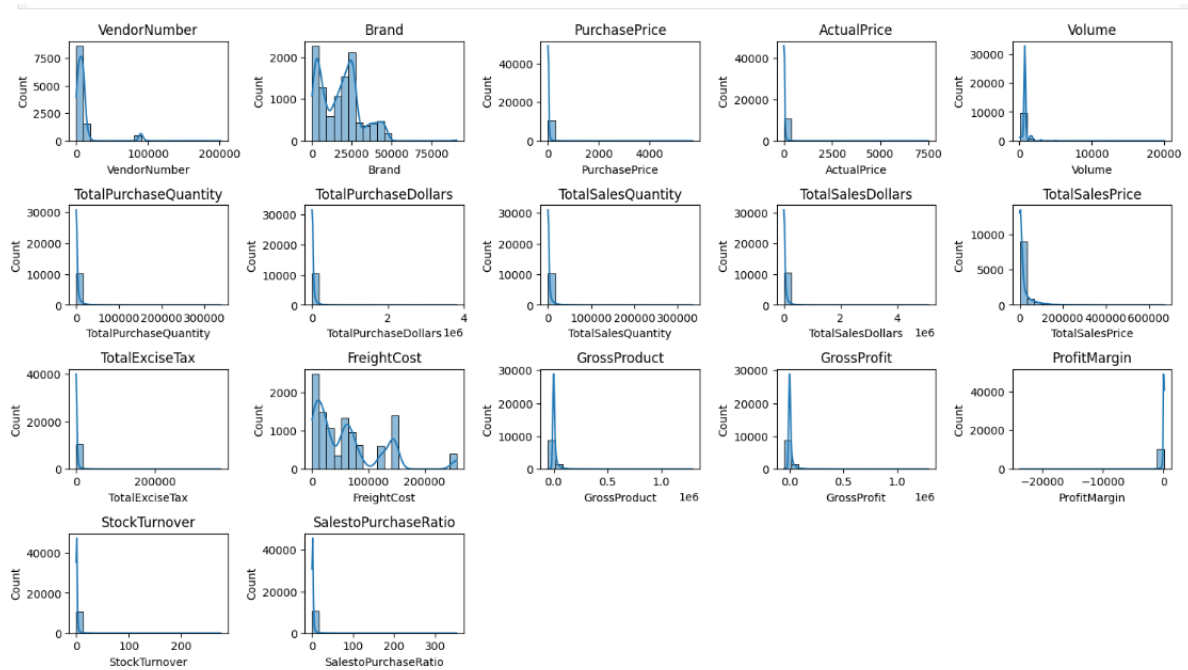 VendorNumber
Brand
PurchasePrice
ActualPrice
Volume
Count
7500
5000
2500
0
0
100000
200000
VendorNumber
Count
2000
1000
0
0
25000
50000
75000
Brand
Count
40000
20000
0
0
2000
4000
PurchasePrice
Count
40000
20000
0
0
2500
5000
7500
ActualPrice
Count
30000
20000
10000
0
0
5000
10000
15000
20000
Volume
TotalPurchaseQuantity
TotalPurchaseDollars
TotalSalesQuantity
TotalSalesDollars
TotalSalesPrice
Count
30000
20000
10000
0
0
100000
200000
300000
TotalPurchaseQuantity
Count
30000
20000
10000
0
0
2
4
1e6
TotalPurchaseDollars
Count
30000
20000
10000
0
0
100000
200000
300000
TotalSalesQuantity
Count
30000
20000
10000
0
0
2
4
1e6
TotalSalesDollars
Count
10000
5000
0
0
200000
400000
600000
TotalSalesPrice
TotalExciseTax
FreightCost
GrossProduct
GrossProfit
ProfitMargin
Count
40000
20000
0
0
200000
TotalExciseTax
Count
2000
1000
0
0
100000
200000
FreightCost
Count
30000
20000
10000
0
0.0
0.5
1.0
1e6
GrossProduct
Count
30000
20000
10000
0
0.0
0.5
1.0
1e6
GrossProfit
Count
40000
20000
0
−20000
−10000
0
ProfitMargin
StockTurnover
SalestoPurchaseRatio
Count
40000
20000
0
0
100
200
StockTurnover
Count
40000
20000
0
0
100
200
300
SalestoPurchaseRatio